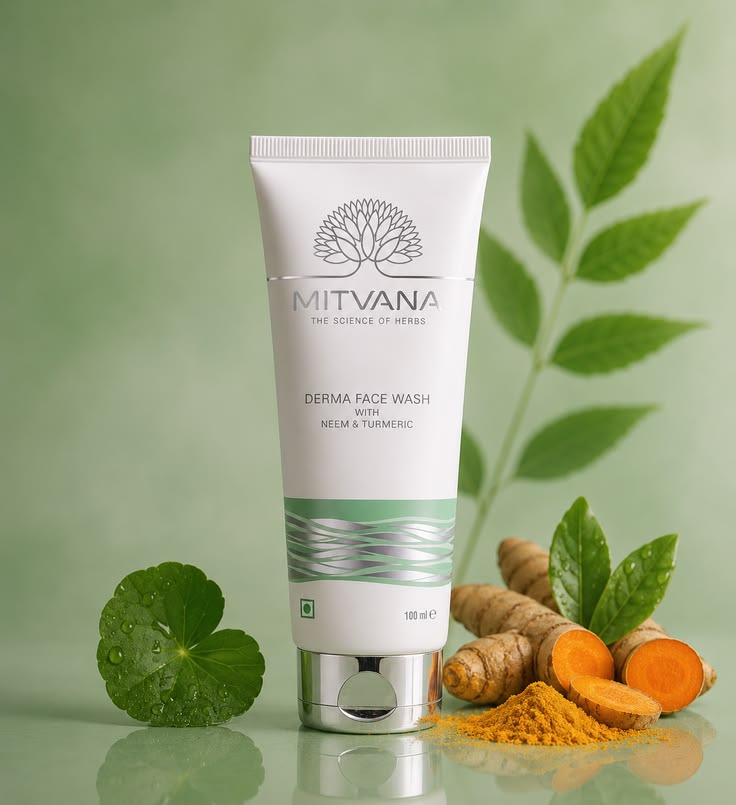 MITVANA
THE SCIENCE OF HERBS
DERMA FACE WASH
WITH
NEEM & TURMERIC
100 ml ℮